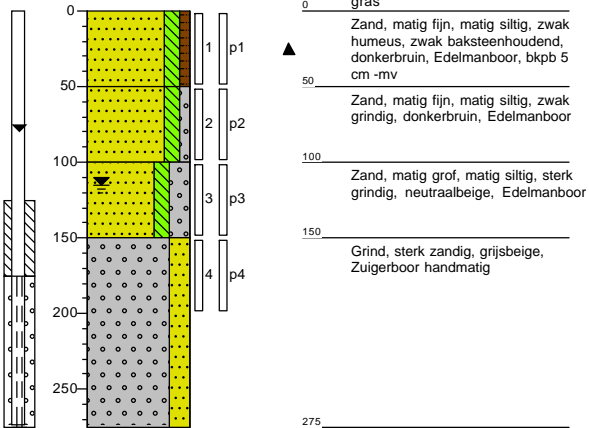 0
50
100
150
200
250
1 p1
2 p2
3 p3
4 p4
0
gras
Zand, matig fijn, matig siltig, zwak
humeus, zwak baksteenhoudend,
donkerbruin, Edelmanboor, bkpb 5
cm -mv
50
Zand, matig fijn, matig siltig, zwak
grindig, donkerbruin, Edelmanboor
100
Zand, matig grof, matig siltig, sterk
grindig, neutraalbeige, Edelmanboor
150
Grind, sterk zandig, grijsbeige,
Zuigerboor handmatig
275